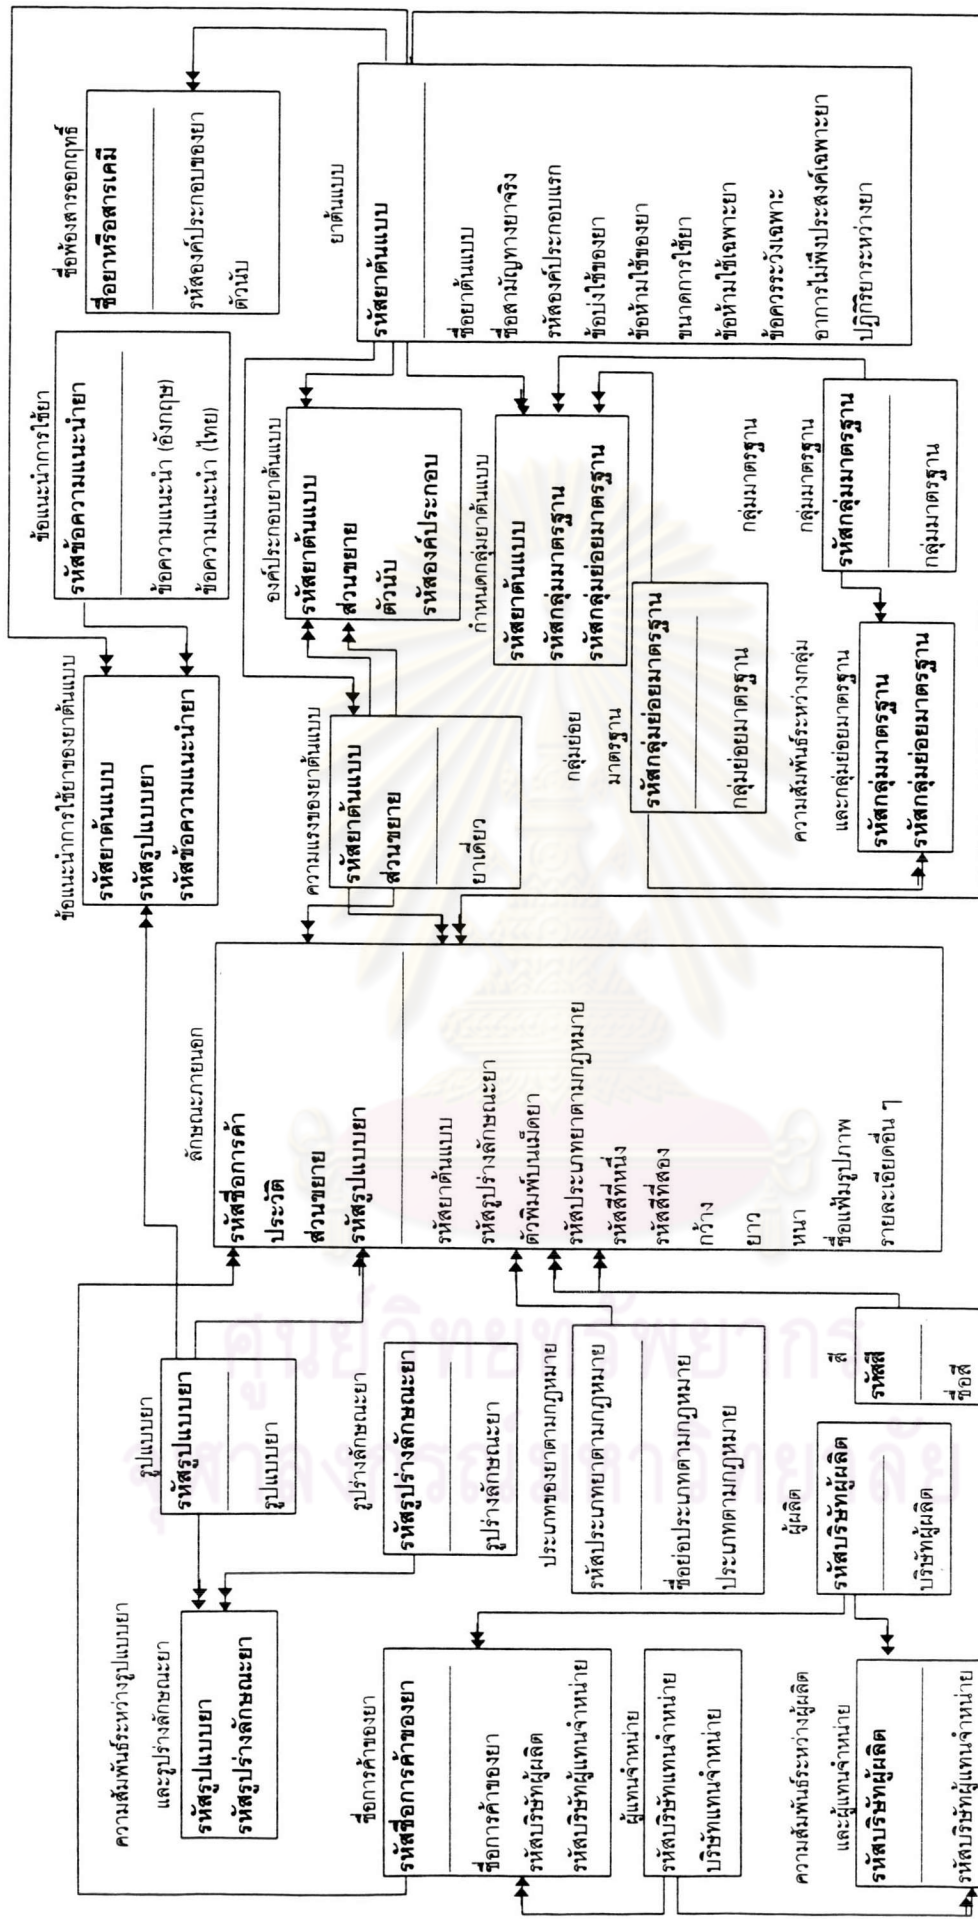 ความสัมพันธ์ระหว่างรูปแบบยา
และรูปร่างลักษณะยา
รหัสรูปแบบยา
รหัสรูปร่างลักษณะยา
รูปแบบยา
รหัสรูปแบบยา
รูปแบบยา
ข้อแนะนำการใช้ยาของยาต้นแบบ
รหัสยาต้นแบบ
รหัสรูปแบบยา
รหัสข้อความแนะนำยา
ข้อแนะนำการใช้ยา
รหัสข้อความแนะนำยา
ข้อความแนะนำ (อังกฤษ)
ข้อความแนะนำ (ไทย)
ชื่อพ้องสารออกฤทธิ์
ชื่อยาหรือสารเคมี
รหัสองค์ประกอบของยา
ตัวนับ
ชื่อการค้าของยา
รหัสชื่อการค้าของยา
ชื่อการค้าของยา
รหัสบริษัทผู้ผลิต
รหัสบริษัทผู้แทนจำหน่าย
รูปร่างลักษณะยา
รหัสรูปร่างลักษณะยา
รูปร่างลักษณะยา
ลักษณะภายนอก
รหัสชื่อการค้า
ประวัติ
ส่วนขยาย
รหัสรูปแบบยา
รหัสยาต้นแบบ
รหัสรูปร่างลักษณะยา
ตัวพิมพ์บนเม็ดยา
รหัสประเภทยาตามกฎหมาย
รหัสสีที่หนึ่ง
รหัสสีที่สอง
กว้าง
ยาว
หนา
ชื่อแฟ้มรูปภาพ
รายละเอียดอื่น ๆ
ความแรงของยาต้นแบบ
รหัสยาต้นแบบ
ส่วนขยาย
ยาเดี่ยว
องค์ประกอบยาต้นแบบ
รหัสยาต้นแบบ
ส่วนขยาย
ตัวนับ
รหัสองค์ประกอบ
ยาต้นแบบ
รหัสยาต้นแบบ
ชื่อยาต้นแบบ
ชื่อสามัญทางยาจริง
รหัสองค์ประกอบแรก
ข้อบ่งใช้ของยา
ข้อห้ามใช้ของยา
ขนาดการใช้ยา
ข้อห้ามใช้เฉพาะยา
ข้อควรระวังเฉพาะ
อาการไม่พึงประสงค์เฉพาะยา
ปฏิกิริยาระหว่างยา
กำหนดกลุ่มยาต้นแบบ
รหัสยาต้นแบบ
รหัสกลุ่มมาตรฐาน
รหัสกลุ่มย่อยมาตรฐาน
ผู้แทนจำหน่าย
รหัสบริษัทแทนจำหน่าย
บริษัทแทนจำหน่าย
ประเภทของยาตามกฎหมาย
รหัสประเภทยาตามกฎหมาย
ชื่อย่อประเภทตามกฎหมาย
ประเภทตามกฎหมาย
กลุ่มย่อย
มาตรฐาน
รหัสกลุ่มย่อยมาตรฐาน
กลุ่มย่อยมาตรฐาน
กลุ่มมาตรฐาน
กลุ่มมาตรฐาน
รหัสกลุ่มมาตรฐาน
กลุ่มมาตรฐาน
ความสัมพันธ์ระหว่างผู้ผลิต
และผู้แทนจำหน่าย
รหัสบริษัทผู้ผลิต
รหัสบริษัทผู้แทนจำหน่าย
ผู้ผลิต
รหัสบริษัทผู้ผลิต
บริษัทผู้ผลิต
สี
รหัสสี
ชื่อสี
ความสัมพันธ์ระหว่างกลุ่ม
และกลุ่มย่อยมาตรฐาน
รหัสกลุ่มมาตรฐาน
รหัสกลุ่มย่อยมาตรฐาน
ศูนย์วิทยทรัพยากร
จุฬาลงกรณ์มหาวิทยาลัย